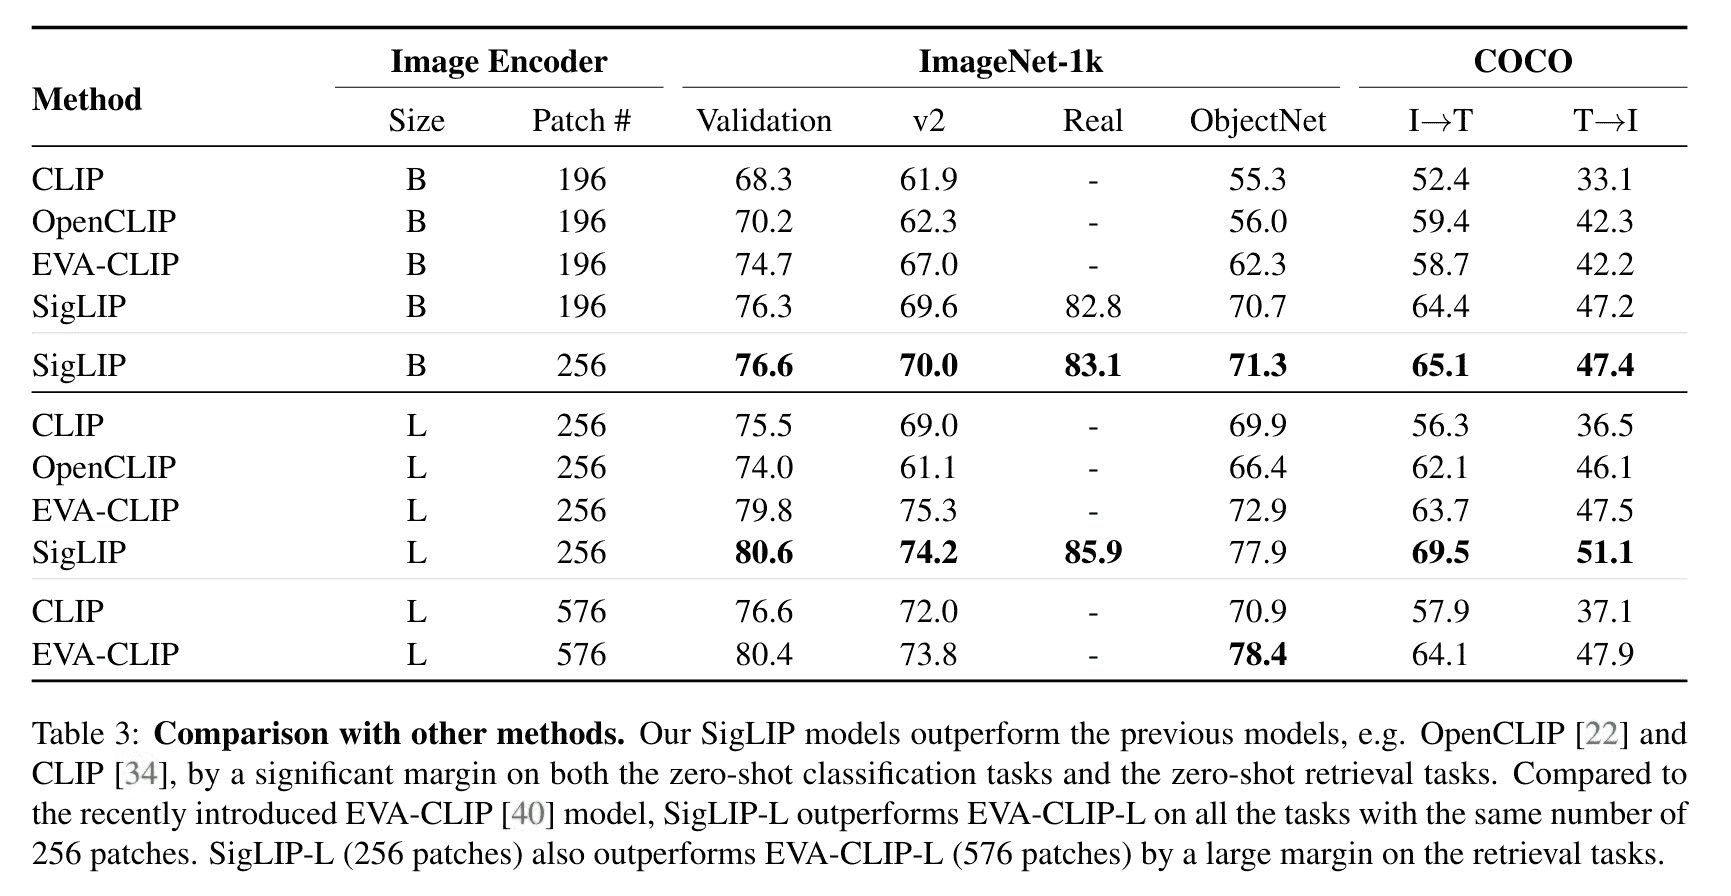 Method Image Encoder ImageNet-1k COCO
Size Patch # Validation v2 Real ObjectNet I→T T→I
CLIP B 196 68.3 61.9 - 55.3 52.4 33.1
OpenCLIP B 196 70.2 62.3 - 56.0 59.4 42.3
EVA-CLIP B 196 74.7 67.0 - 62.3 58.7 42.2
SigLIP B 196 76.3 69.6 82.8 70.7 64.4 47.2
SigLIP B 256 76.6 70.0 83.1 71.3 65.1 47.4
CLIP L 256 75.5 69.0 - 69.9 56.3 36.5
OpenCLIP L 256 74.0 61.1 - 66.4 62.1 46.1
EVA-CLIP L 256 79.8 75.3 - 72.9 63.7 47.5
SigLIP L 256 80.6 74.2 85.9 77.9 69.5 51.1
CLIP L 576 76.6 72.0 - 70.9 57.9 37.1
EVA-CLIP L 576 80.4 73.8 - 78.4 64.1 47.9
Table 3: Comparison with other methods. Our SigLIP models outperform the previous models, e.g. OpenCLIP [22] and
CLIP [34], by a significant margin on both the zero-shot classification tasks and the zero-shot retrieval tasks. Compared to
the recently introduced EVA-CLIP [40] model, SigLIP-L outperforms EVA-CLIP-L on all the tasks with the same number of
256 patches. SigLIP-L (256 patches) also outperforms EVA-CLIP-L (576 patches) by a large margin on the retrieval tasks.